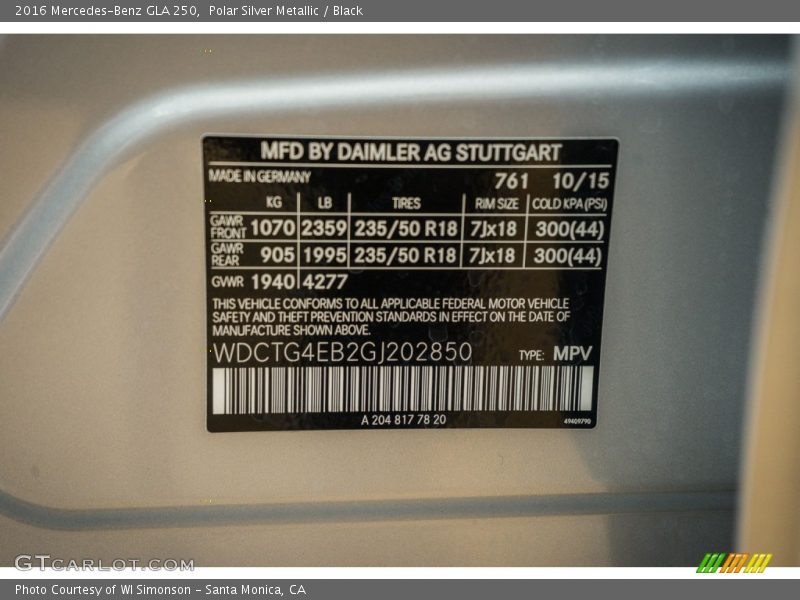 2016 Mercedes-Benz GLA 250, Polar Silver Metallic / Black
MFD BY DAIMLER AG STUTTGART
MADE IN GERMANY 761 10/15
KG LB TIRES RIM SIZE COLD KPA (PSI)
GAWR FRONT 1070 2359 235/50 R18 7Jx18 300(44)
GAWR REAR 905 1995 235/50 R18 7Jx18 300(44)
GVWR 1940 4277
THIS VEHICLE CONFORMS TO ALL APPLICABLE FEDERAL MOTOR VEHICLE
SAFETY AND THEFT PREVENTION STANDARDS IN EFFECT ON THE DATE OF
MANUFACTURE SHOWN ABOVE.
WDCTG4EB2GJ202850 TYPE: MPV
A 204 817 78 20 49409790
GTCARLOT.COM
Photo Courtesy of WI Simonson - Santa Monica, CA